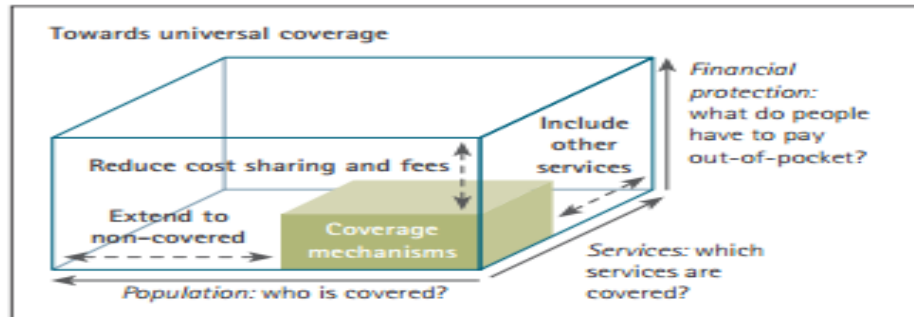 Towards universal coverage
Financial
protection:
what do people
have to pay
out-of-pocket?
Include
other
services
Reduce cost sharing and fees
Extend to
non-covered
Coverage
mechanisms
Services: which
services are
covered?
Population: who is covered?